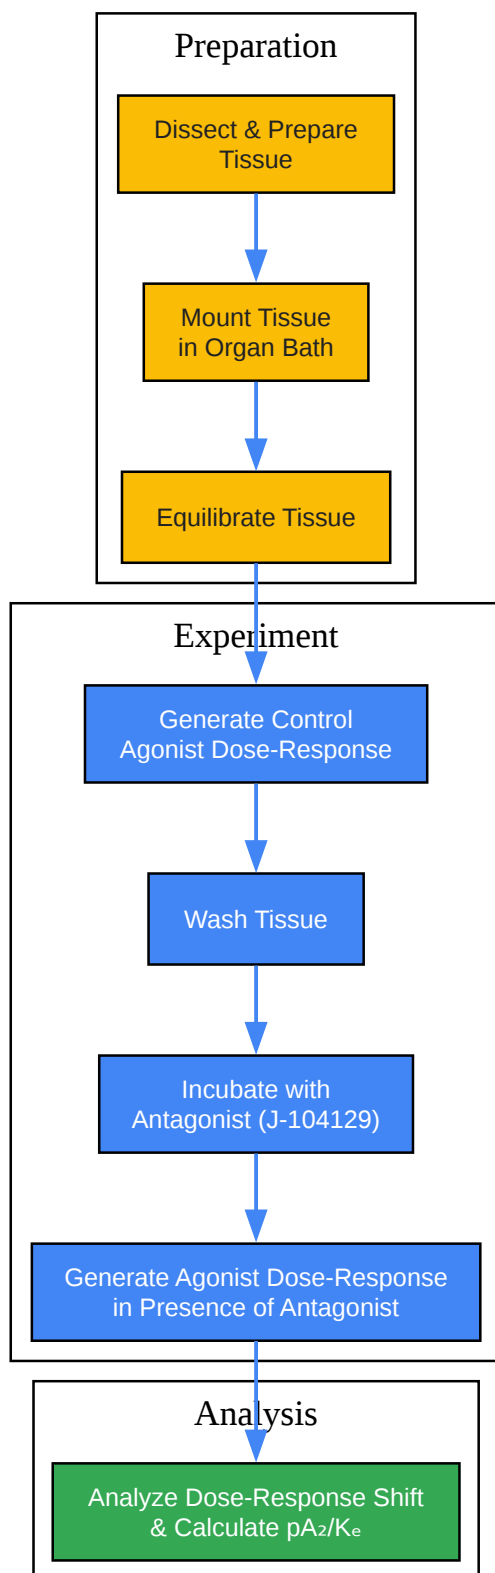 Preparation
Dissect & Prepare
Tissue
Mount Tissue
in Organ Bath
Equilibrate Tissue
Experiment
Generate Control
Agonist Dose-Response
Wash Tissue
Incubate with
Antagonist (J-104129)
Generate Agonist Dose-Response
in Presence of Antagonist
Analysis
Analyze Dose-Response Shift
& Calculate pA₂/Kₑ